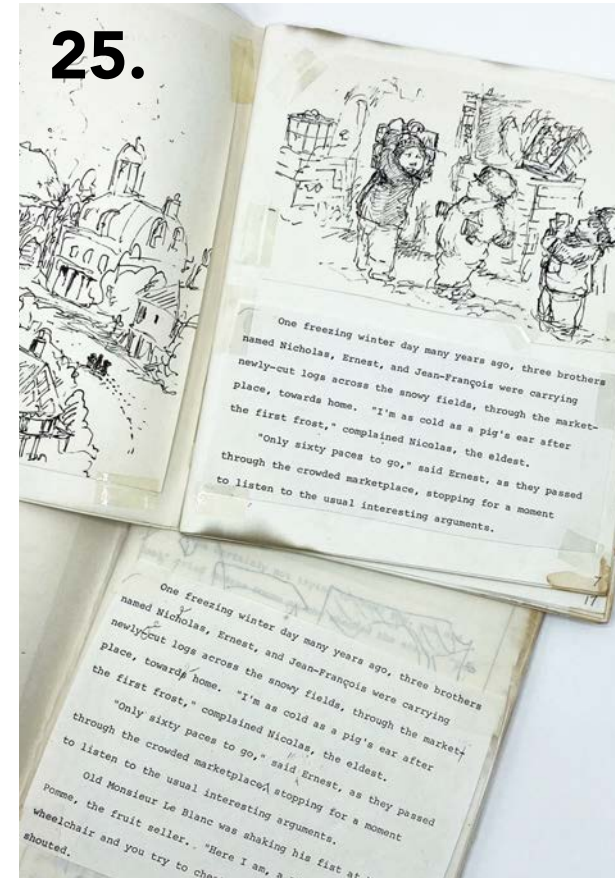 25.
One freezing winter day many years ago, three brothers
named Nicholas, Ernest, and Jean-François were carrying
newly-cut logs across the snowy fields, through the market-
place, towards home. "I'm as cold as a pig's ear after
the first frost," complained Nicolas, the eldest.
"Only sixty paces to go," said Ernest, as they passed
through the crowded marketplace, stopping for a moment
to listen to the usual interesting arguments.
17
One freezing winter day many years ago, three brothers
named Nicholas, Ernest, and Jean-François were carrying
newly-cut logs across the snowy fields, through the market-
place, towards home. "I'm as cold as a pig's ear after
the first frost," complained Nicolas, the eldest.
"Only sixty paces to go," said Ernest, as they passed
through the crowded marketplace, stopping for a moment
to listen to the usual interesting arguments.
Old Monsieur Le Blanc was shaking his fist at
Pomme, the fruit seller. "Here I am, a
wheelchair and you try to
shouted.